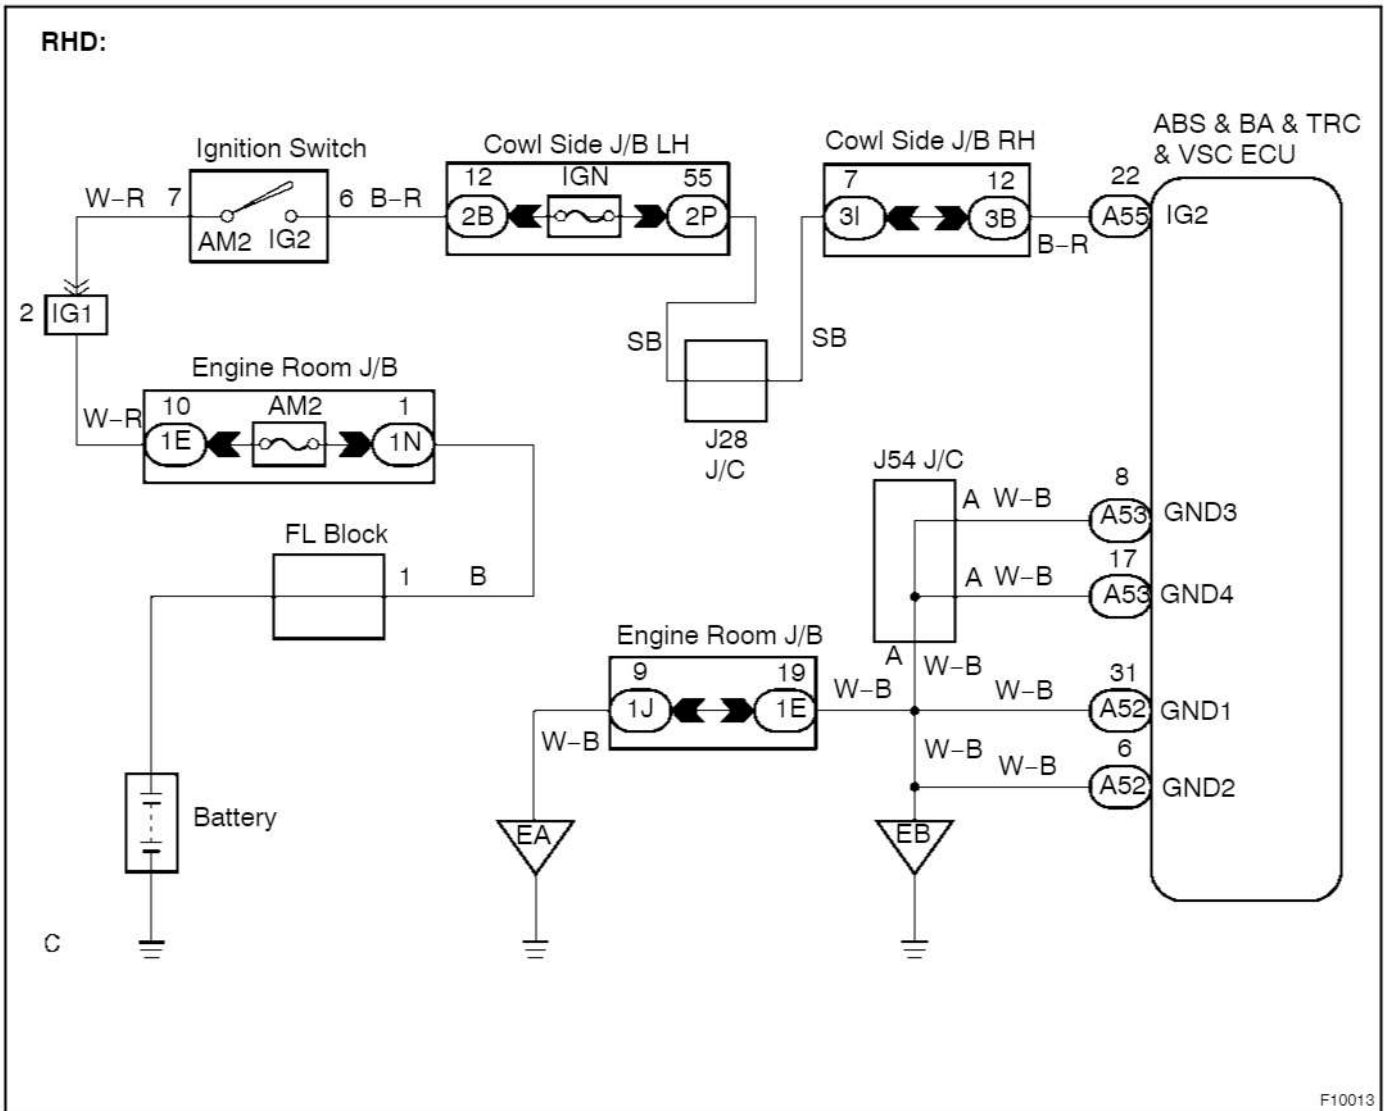 RHD:
ABS & BA & TRC
& VSC ECU
Ignition Switch
Cowl Side J/B LH
Cowl Side J/B RH
W–R
7
AM2
IG2
6
B–R
12
2B
IGN
55
2P
7
3I
12
3B
B–R
22
A55
IG2
2
IG1
SB
SB
J28
J/C
Engine Room J/B
W–R
10
1E
AM2
1
1N
FL Block
1
B
J54 J/C
A
W–B
8
A53
GND3
A
W–B
17
A53
GND4
Engine Room J/B
9
1J
19
1E
W–B
A
W–B
W–B
31
A52
GND1
W–B
W–B
W–B
6
A52
GND2
Battery
EA
EB
C
F10013